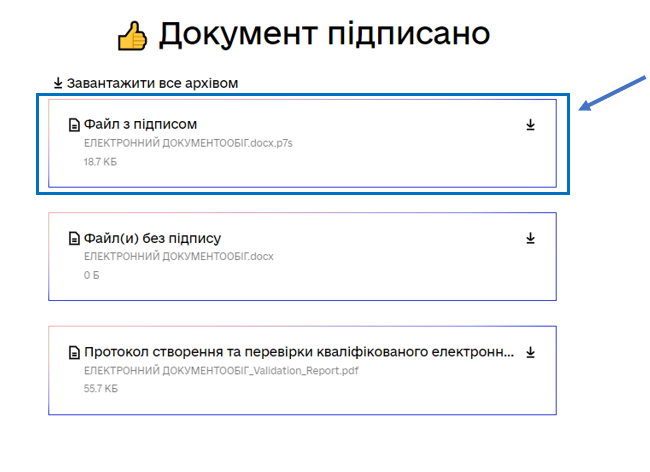 👍 Документ підписано
Завантажити все архівом
Файл з підписом
ЕЛЕКТРОННИЙ ДОКУМЕНТООБІГ.docx.p7s
18.7 КБ
Файл(и) без підпису
ЕЛЕКТРОННИЙ ДОКУМЕНТООБІГ.docx
0 Б
Протокол створення та перевірки кваліфікованого електронн...
ЕЛЕКТРОННИЙ ДОКУМЕНТООБІГ_Validation_Report.pdf
55.7 КБ